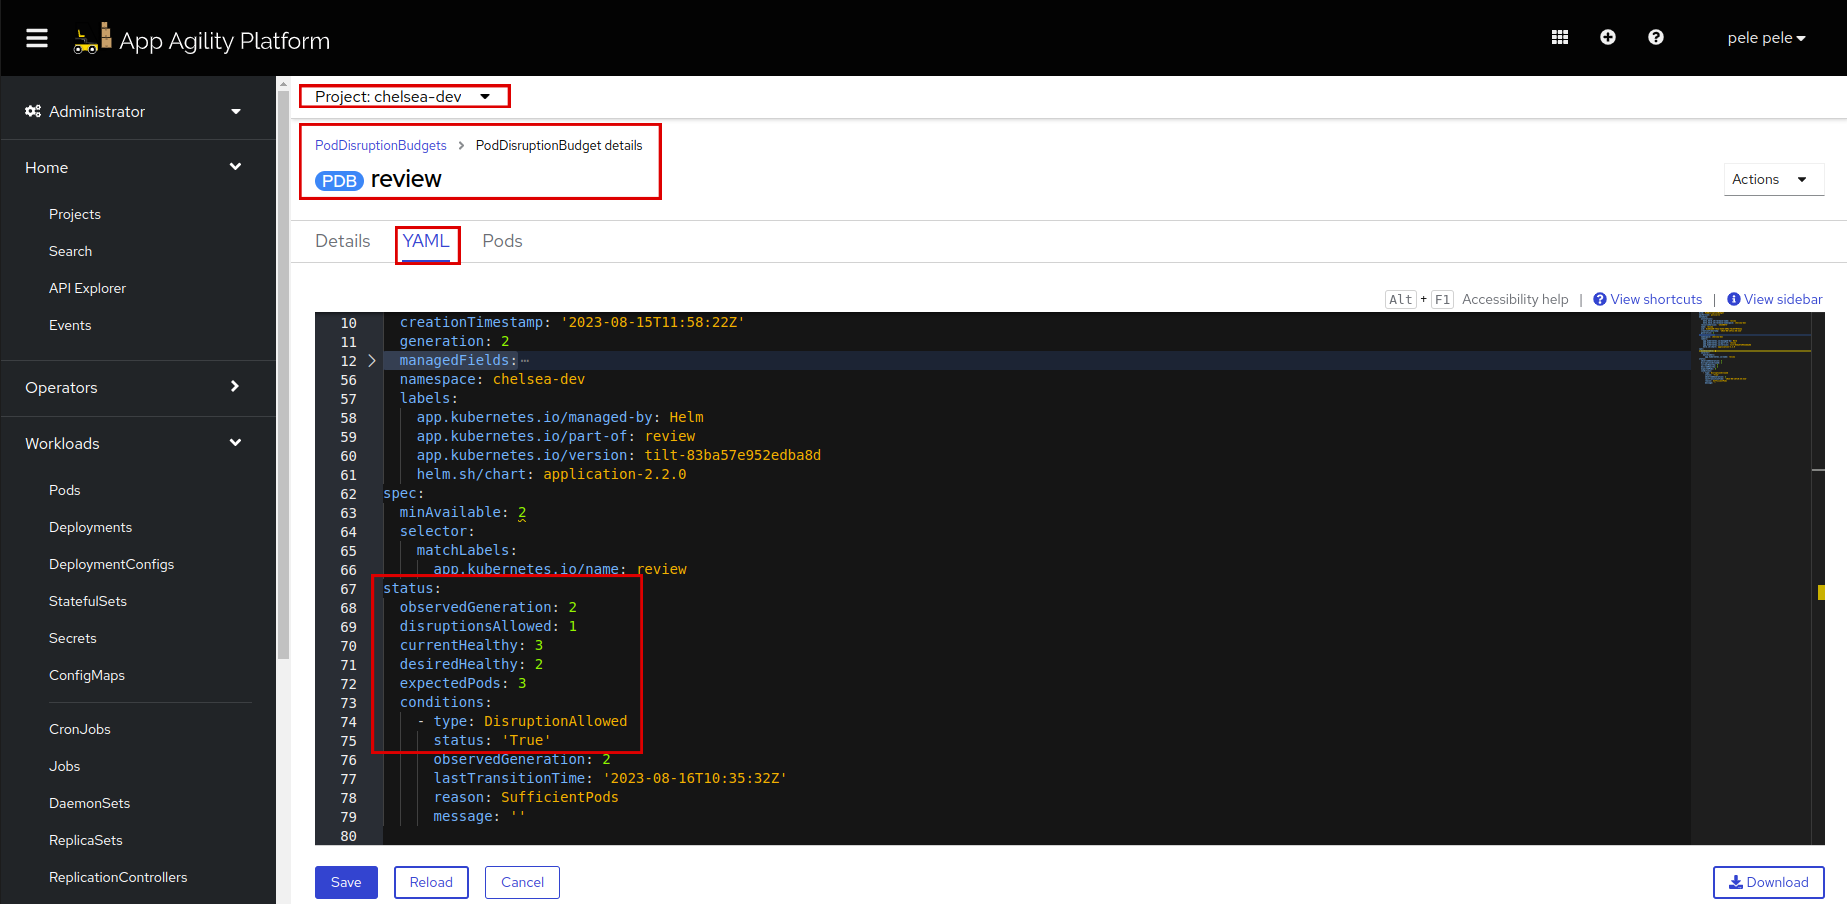 App Agility Platform
pele pele
Administrator
Home
Projects
Search
API Explorer
Events
Operators
Workloads
Pods
Deployments
DeploymentConfigs
StatefulSets
Secrets
ConfigMaps
CronJobs
Jobs
DaemonSets
ReplicaSets
ReplicationControllers
Project: chelsea-dev
PodDisruptionBudgets > PodDisruptionBudget details
PDB review
Actions
Details YAML Pods
Alt + F1 Accessibility help | View shortcuts | View sidebar
10 creationTimestamp: '2023-08-15T11:58:22Z'
11 generation: 2
12 managedFields:
56 namespace: chelsea-dev
57 labels:
58 app.kubernetes.io/managed-by: Helm
59 app.kubernetes.io/part-of: review
60 app.kubernetes.io/version: tilt-83ba57e952edba8d
61 helm.sh/chart: application-2.2.0
62 spec:
63 minAvailable: 2
64 selector:
65 matchLabels:
66 app.kubernetes.io/name: review
67 status:
68 observedGeneration: 2
69 disruptionsAllowed: 1
70 currentHealthy: 3
71 desiredHealthy: 2
72 expectedPods: 3
73 conditions:
74 - type: DisruptionAllowed
75 status: 'True'
76 observedGeneration: 2
77 lastTransitionTime: '2023-08-16T10:35:32Z'
78 reason: SufficientPods
79 message: ''
80
Save Reload Cancel Download